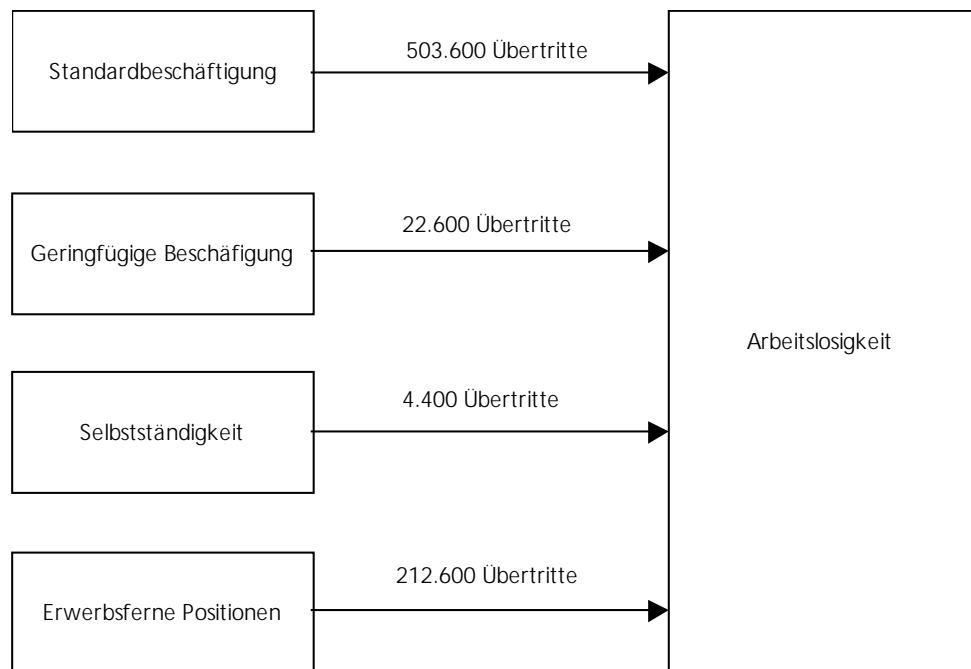 Standardbeschäftigung
503.600 Übertritte
Geringfügige Beschäfigung
22.600 Übertritte
Arbeitslosigkeit
Selbstständigkeit
4.400 Übertritte
Erwerbsferne Positionen
212.600 Übertritte